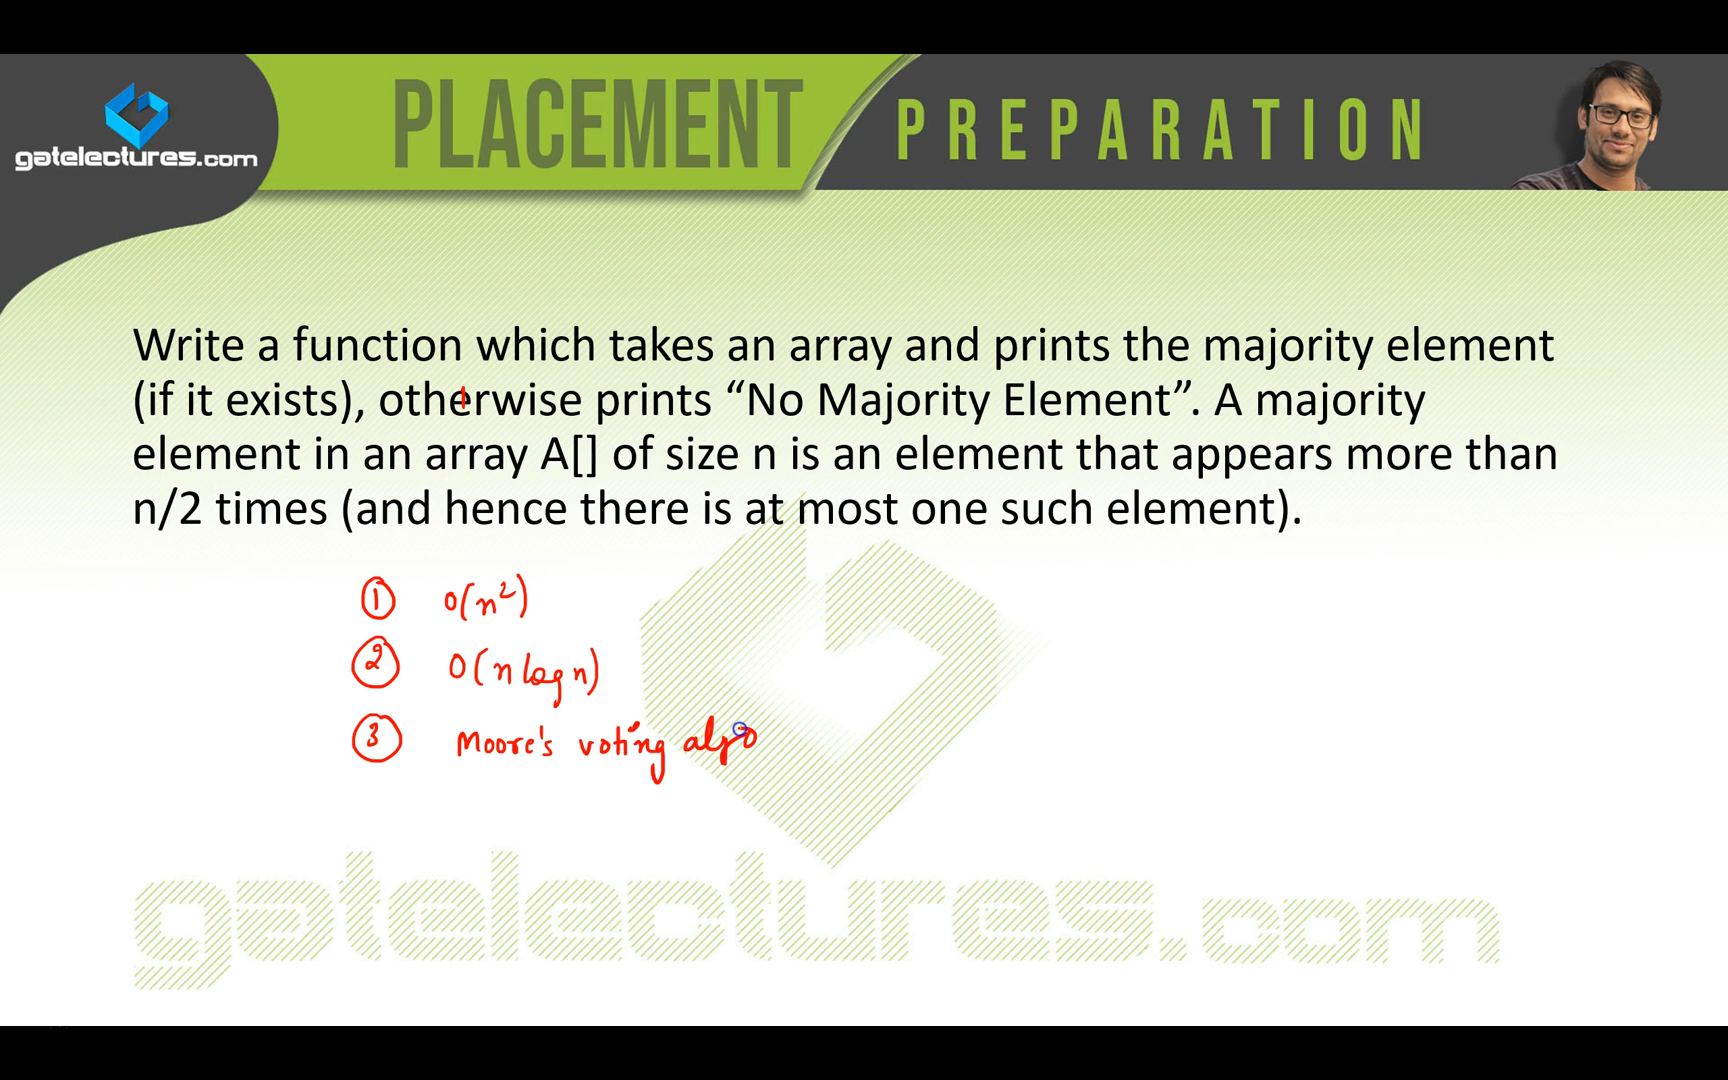 gatelectures.com
PLACEMENT PREPARATION
Write a function which takes an array and prints the majority element
(if it exists), otherwise prints “No Majority Element”. A majority
element in an array A[] of size n is an element that appears more than
n/2 times (and hence there is at most one such element).
① O(n²)
② O(n log n)
③ Moore's voting algo
gatelectures.com